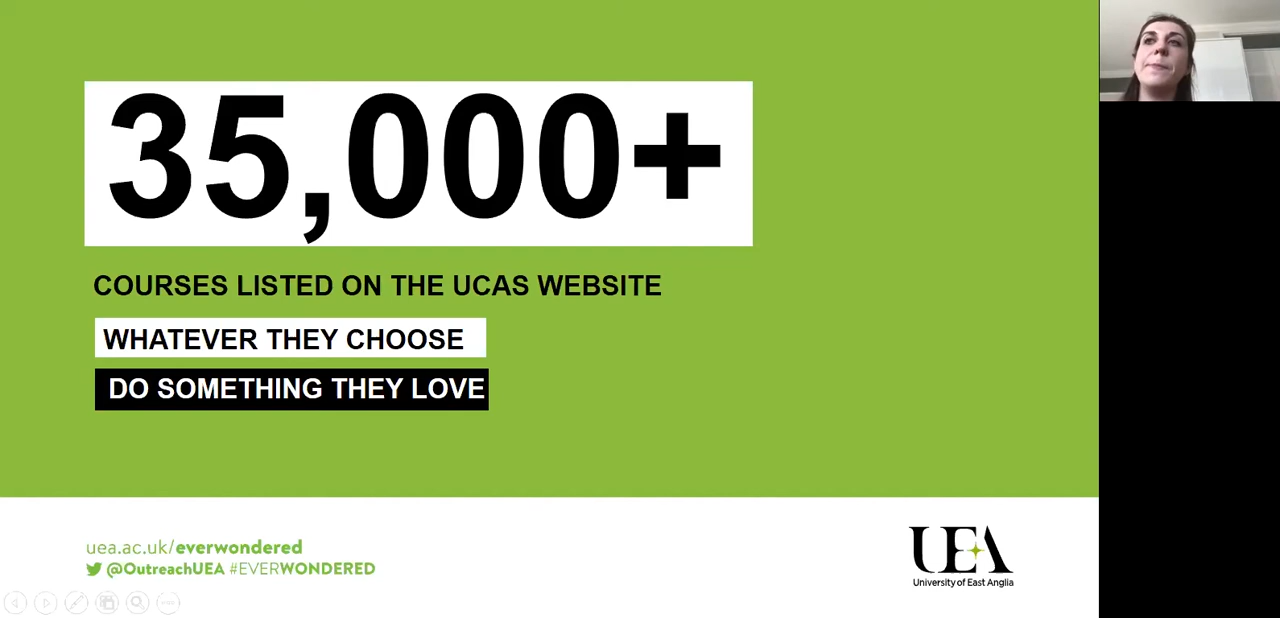 35,000+
COURSES LISTED ON THE UCAS WEBSITE
WHATEVER THEY CHOOSE
DO SOMETHING THEY LOVE
uea.ac.uk/everwondered
@OutreachUEA #EVERWONDERED
UEA
University of East Anglia